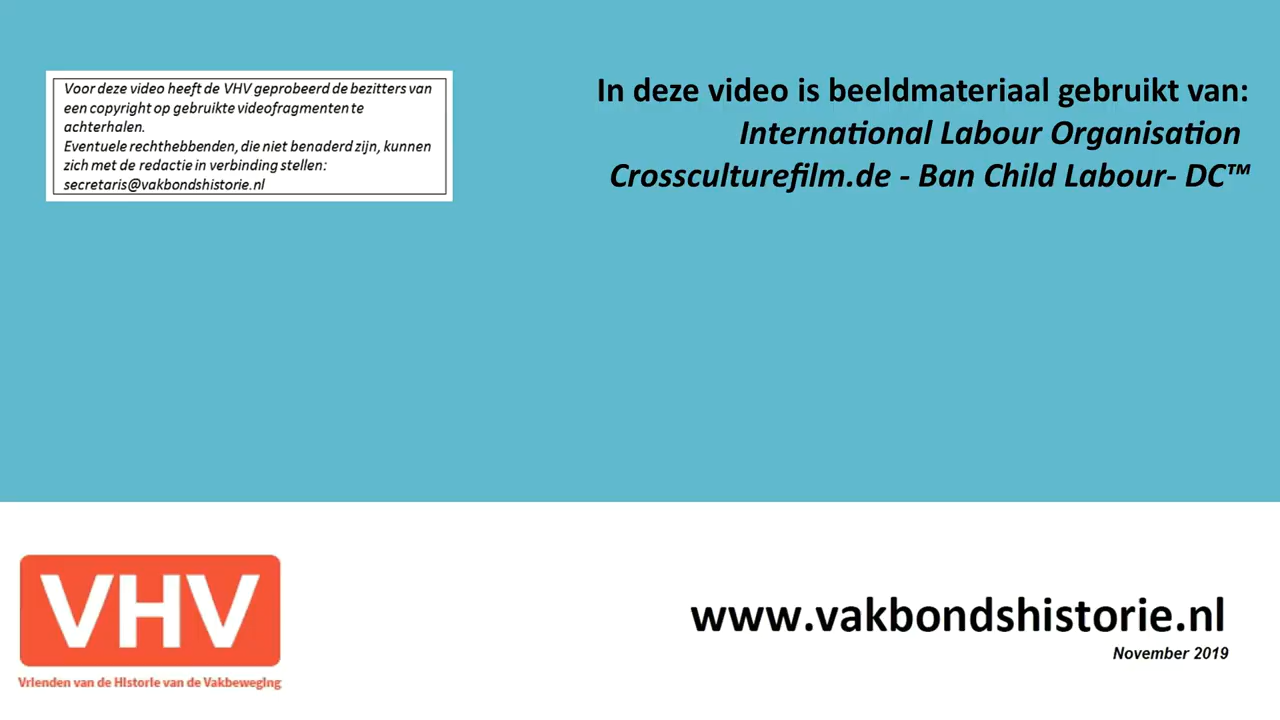 Voor deze video heeft de VHV geprobeerd de bezitters van
een copyright op gebruikte videofragmenten te
achterhalen.
Eventuele rechthebbenden, die niet benaderd zijn, kunnen
zich met de redactie in verbinding stellen:
secretaris@vakbondshistorie.nl
In deze video is beeldmateriaal gebruikt van:
International Labour Organisation
Crossculturefilm.de - Ban Child Labour- DC™
VHV
Vrienden van de Historie van de Vakbeweging
www.vakbondshistorie.nl
November 2019